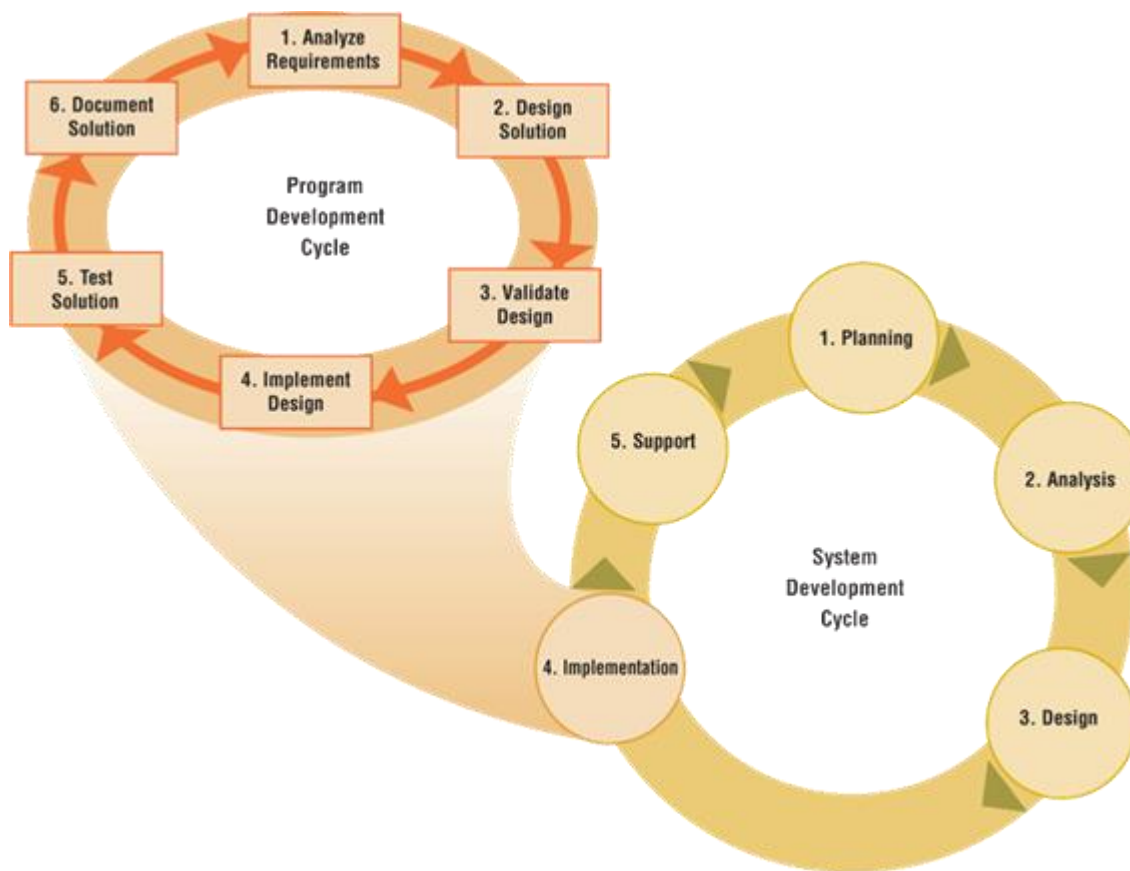 1. Analyze
Requirements
2. Design
Solution
3. Validate
Design
4. Implement
Design
5. Test
Solution
6. Document
Solution
Program
Development
Cycle
1. Planning
2. Analysis
3. Design
4. Implementation
5. Support
System
Development
Cycle